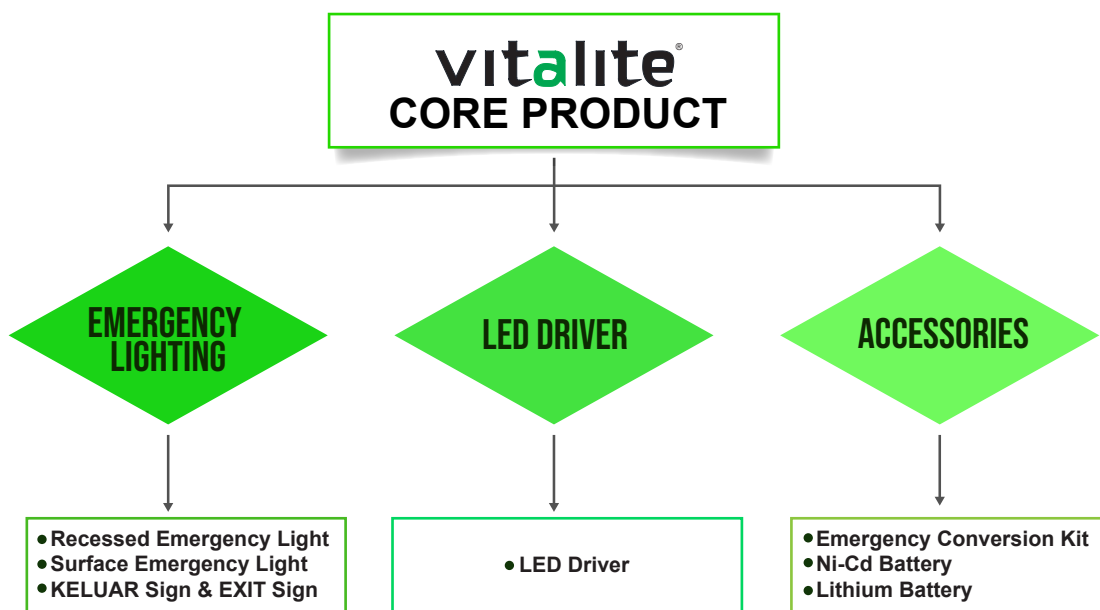 vitalite®
CORE PRODUCT
EMERGENCY
LIGHTING
LED DRIVER
ACCESSORIES
• Recessed Emergency Light
• Surface Emergency Light
• KELUAR Sign & EXIT Sign
• LED Driver
• Emergency Conversion Kit
• Ni-Cd Battery
• Lithium Battery